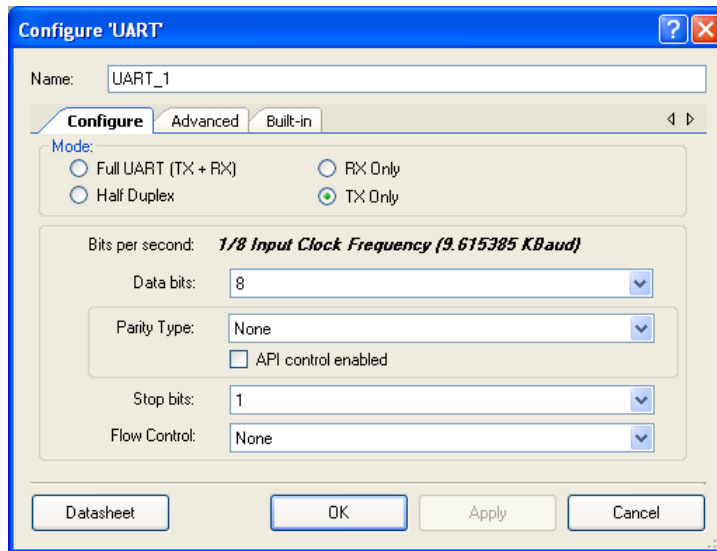 Configure 'UART'
Name: UART_1
Configure Advanced Built-in
Mode:
Full UART (TX + RX) RX Only
Half Duplex TX Only
Bits per second: 1/8 Input Clock Frequency (9.615385 KBaud)
Data bits: 8
Parity Type: None
API control enabled
Stop bits: 1
Flow Control: None
Datasheet OK Apply Cancel